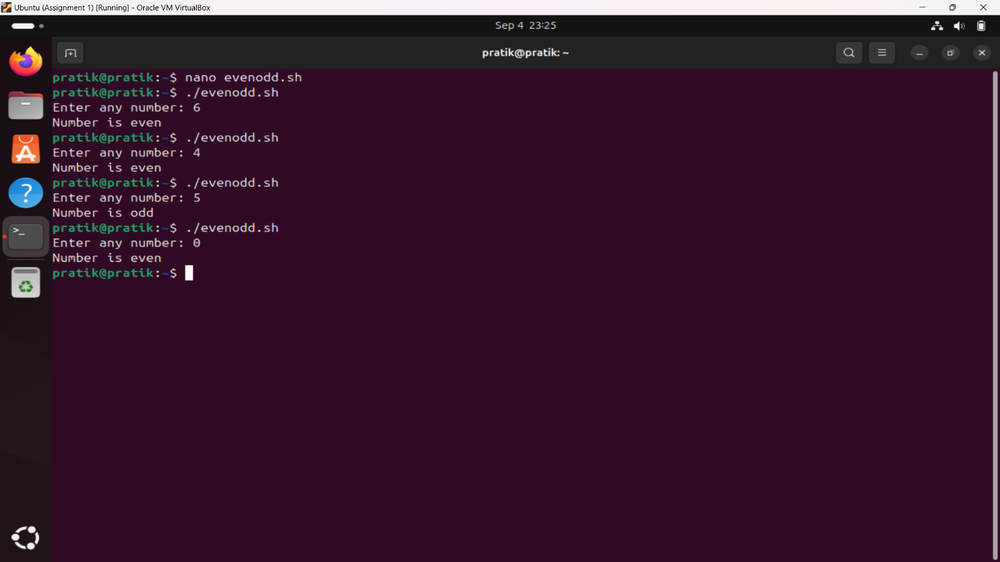 Ubuntu (Assignment 1) [Running] - Oracle VM VirtualBox
Sep 4 23:25
pratik@pratik: ~
pratik@pratik:~$ nano evenodd.sh
pratik@pratik:~$ ./evenodd.sh
Enter any number: 6
Number is even
pratik@pratik:~$ ./evenodd.sh
Enter any number: 4
Number is even
pratik@pratik:~$ ./evenodd.sh
Enter any number: 5
Number is odd
pratik@pratik:~$ ./evenodd.sh
Enter any number: 0
Number is even
pratik@pratik:~$